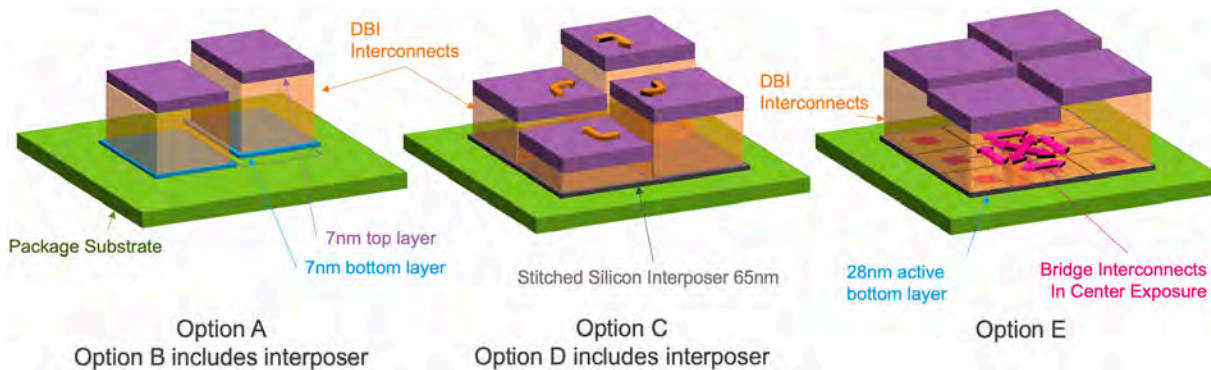 DBI
Interconnects
Package Substrate
7nm top layer
7nm bottom layer
Option A
Option B includes interposer
Stitched Silicon Interposer 65nm
Option C
Option D includes interposer
DBI
Interconnects
28nm active
bottom layer
Bridge Interconnects
In Center Exposure
Option E